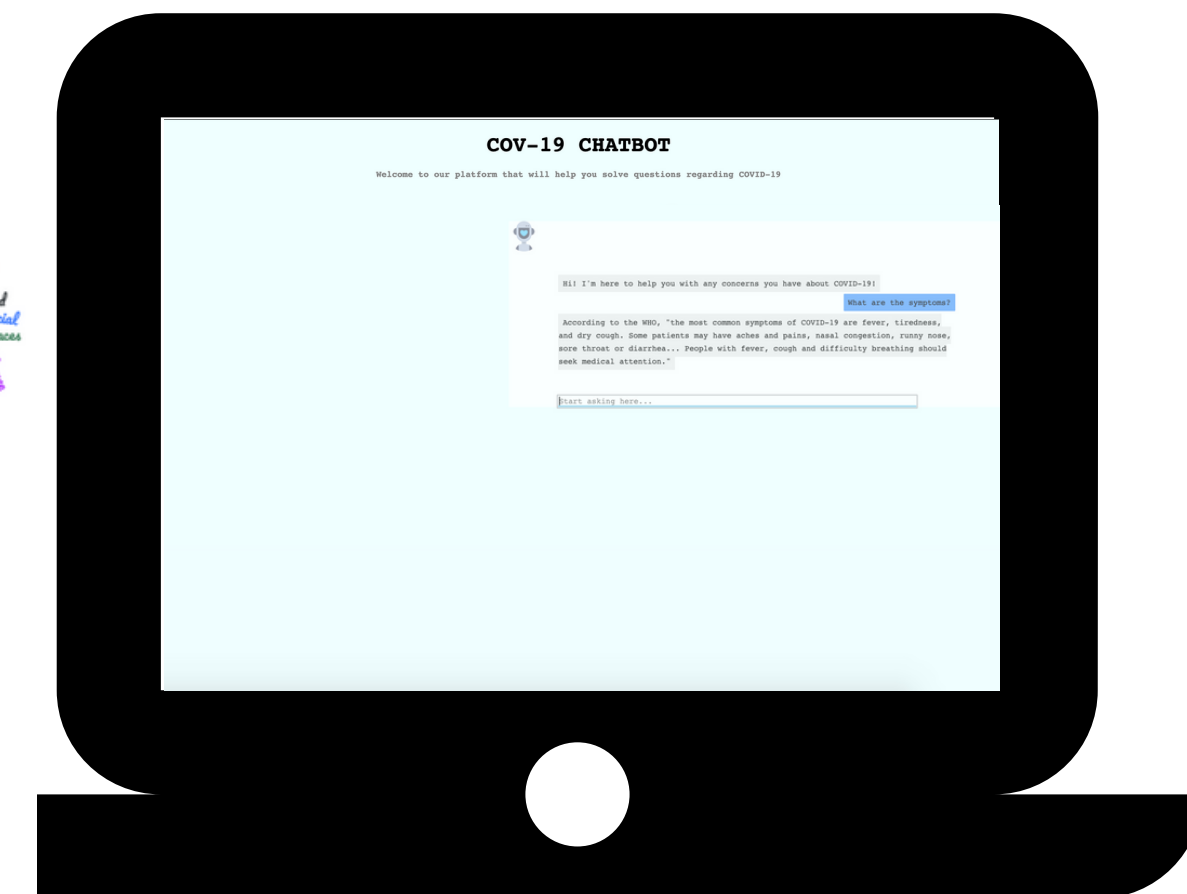 COV-19 CHATBOT
Welcome to our platform that will help you solve questions regarding COVID-19
Hi! I'm here to help you with any concerns you have about COVID-19!
What are the symptoms?
According to the WHO, "the most common symptoms of COVID-19 are fever, tiredness,
and dry cough. Some patients may have aches and pains, nasal congestion, runny nose,
sore throat or diarrhea... People with fever, cough and difficulty breathing should
seek medical attention."
Start asking here...